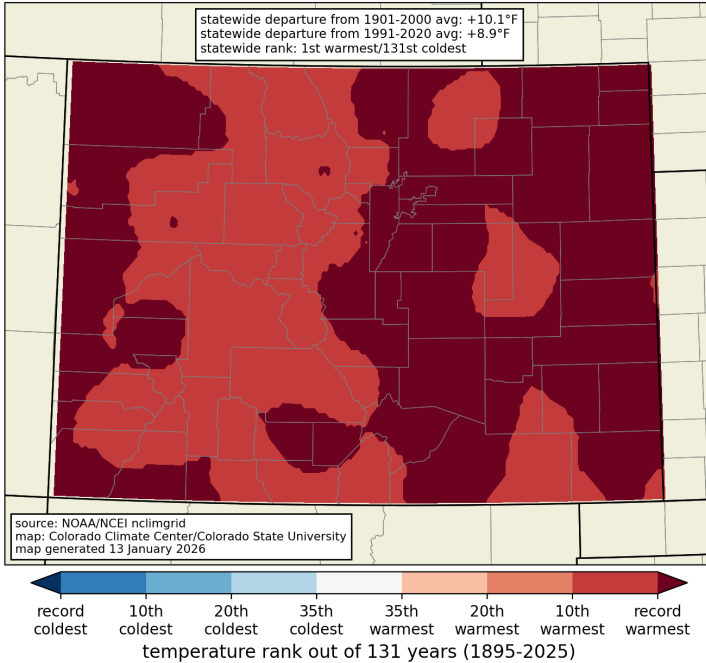 statewide departure from 1901-2000 avg: +10.1°F
statewide departure from 1991-2020 avg: +8.9°F
statewide rank: 1st warmest/131st coldest
source: NOAA/NCEI nclimgrid
map: Colorado Climate Center/Colorado State University
map generated 13 January 2026
record 10th 20th 35th 35th 20th 10th record
coldest coldest coldest coldest warmest warmest warmest warmest
temperature rank out of 131 years (1895-2025)